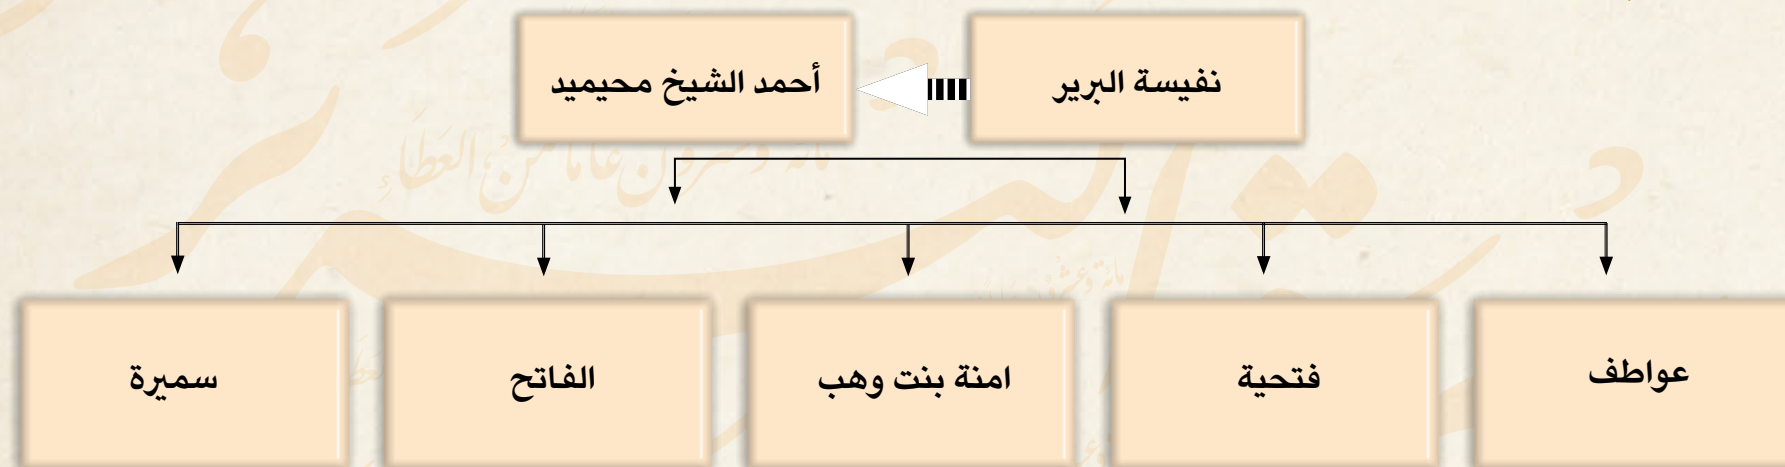 نفيسة البرير
أحمد الشيخ محيميد
عواطف
فتحية
امنة بنت وهب
الفاتح
سميرة